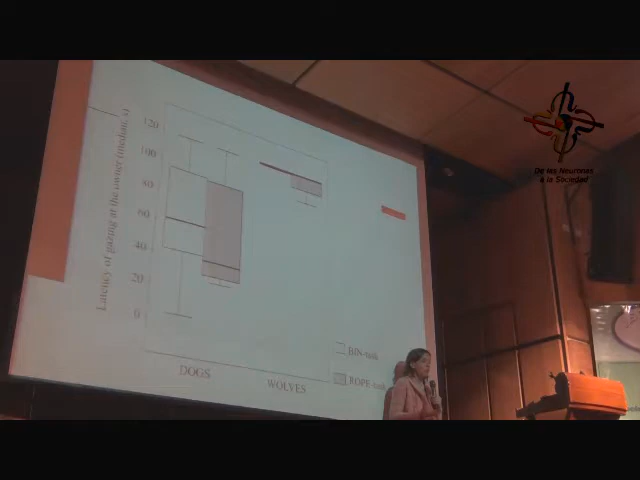 De las Neuronas
a la Sociedad
Latency of gazing at the owner (median, s)
120
100
80
60
40
20
0
DOGS
WOLVES
BIN-task
ROPE-task